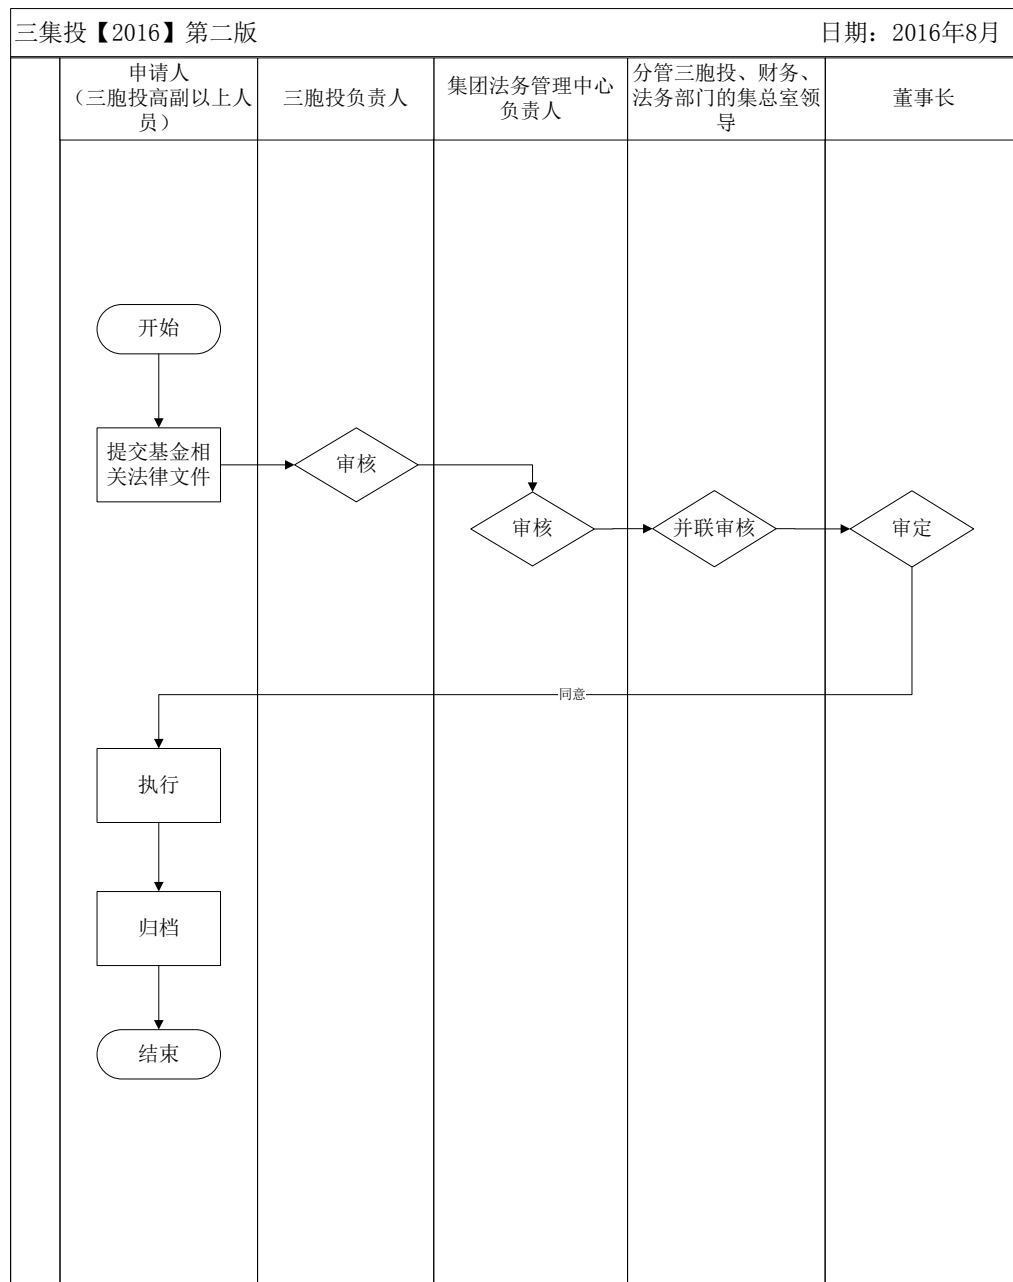 三集投【2016】第二版
日期：2016年8月
申请人
（三胞投高副以上人
员）
三胞投负责人
集团法务管理中心
负责人
分管三胞投、财务、
法务部门的集总室领
导
董事长
开始
提交基金相
关法律文件
审核
审核
并联审核
审定
同意
执行
归档
结束